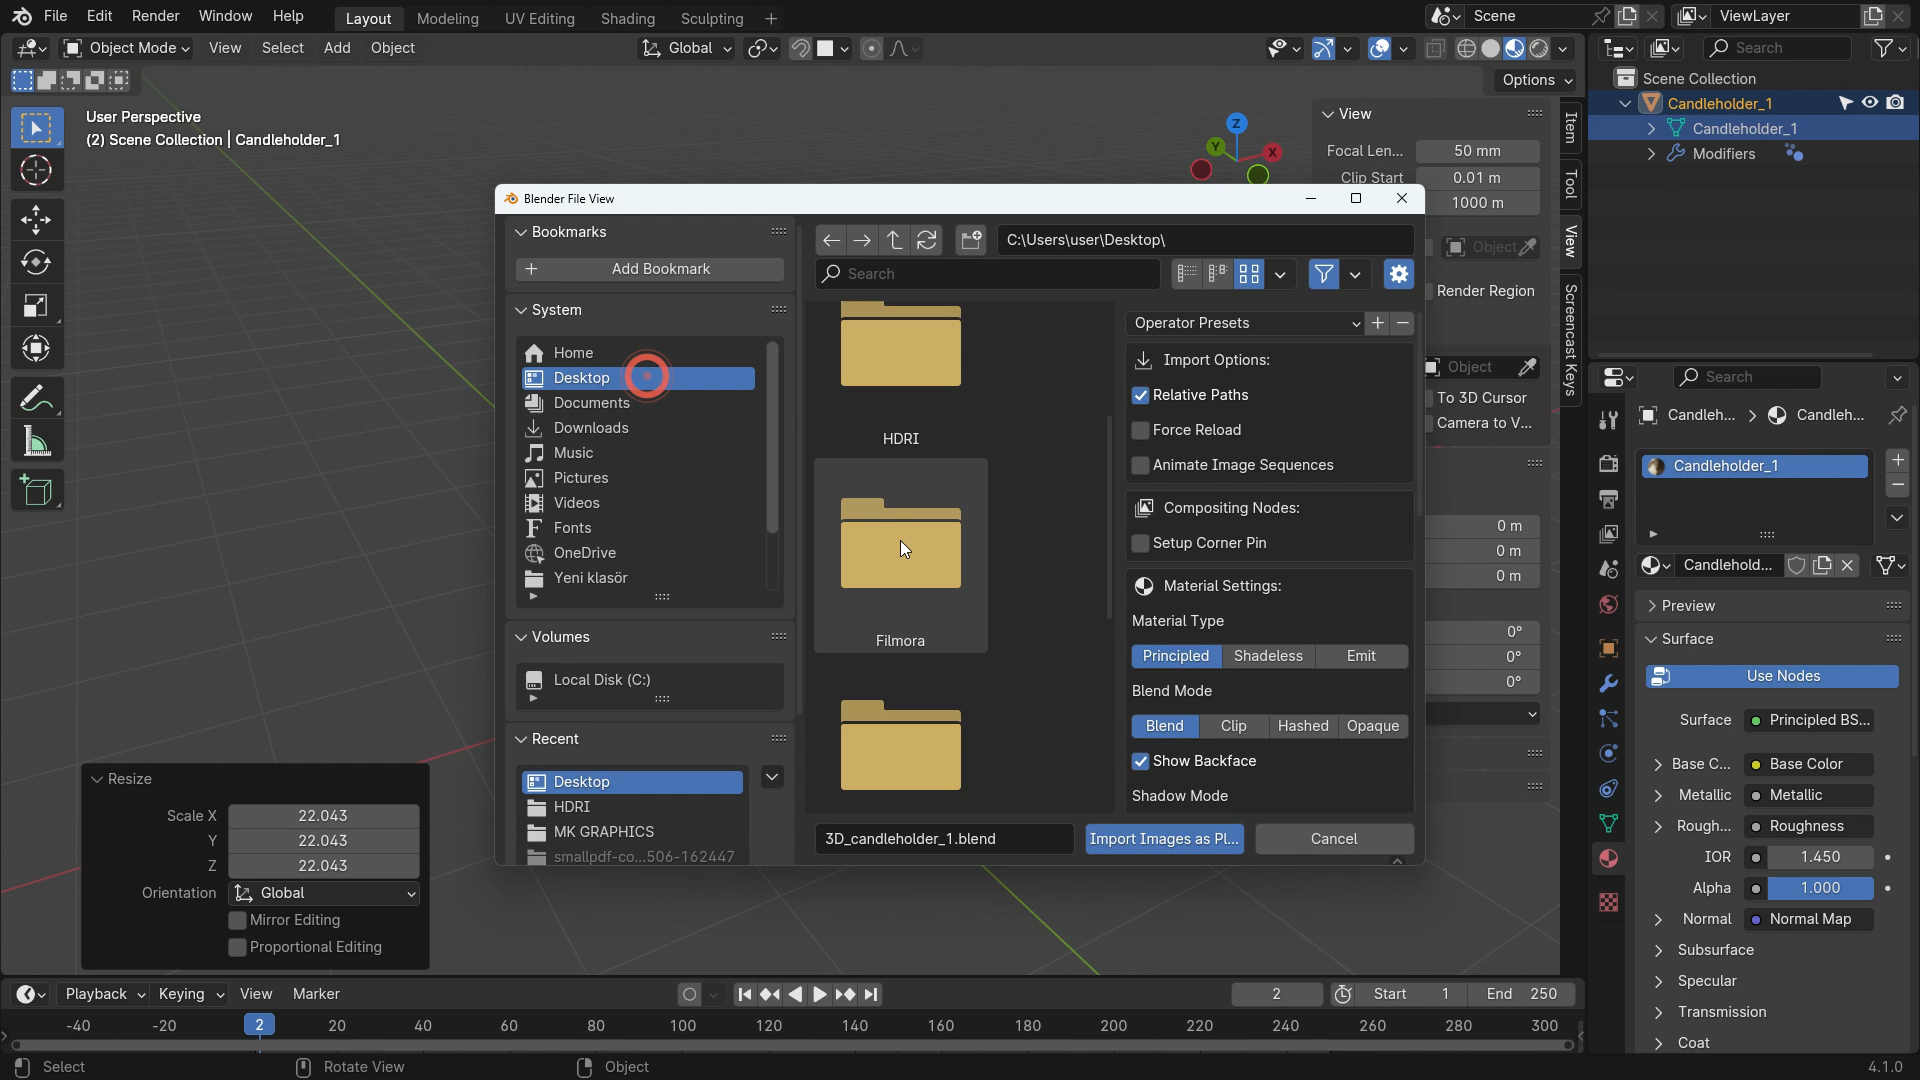 File Edit Render Window Help Layout Modeling UV Editing Shading Sculpting Scene ViewLayer
Object Mode View Select Add Object Global Search
Options
User Perspective
(2) Scene Collection | Candleholder_1
Z
Y
X
View
Focal Len... 50 mm
Clip Start 0.01 m
1000 m
Object
Render Region
Object
To 3D Cursor
Camera to V...
0 m
0 m
0 m
0°
0°
0°
Item
Tool
View
Screencast Keys
Scene Collection
Candleholder_1
Candleholder_1
Modifiers
Blender File View
Bookmarks
Add Bookmark
System
Home
Desktop
Documents
Downloads
Music
Pictures
Videos
Fonts
OneDrive
Yeni klasör
Volumes
Local Disk (C:)
Recent
Desktop
HDRI
MK GRAPHICS
smallpdf-co...506-162447
C:\Users\user\Desktop\
Search
HDRI
Filmora
Operator Presets
Import Options:
Relative Paths
Force Reload
Animate Image Sequences
Compositing Nodes:
Setup Corner Pin
Material Settings:
Material Type
Principled Shadeless Emit
Blend Mode
Blend Clip Hashed Opaque
Show Backface
Shadow Mode
3D_candleholder_1.blend Import Images as Pl... Cancel
Search
Candleh... Candleh...
Candleholder_1
Candlehold...
Preview
Surface
Use Nodes
Surface Principled BS...
Base C... Base Color
Metallic Metallic
Rough... Roughness
IOR 1.450
Alpha 1.000
Normal Normal Map
Subsurface
Specular
Transmission
Coat
Resize
Scale X 22.043
Y 22.043
Z 22.043
Orientation Global
Mirror Editing
Proportional Editing
Playback Keying View Marker 2 Start 1 End 250
-40 -20 2 20 40 60 80 100 120 140 160 180 200 220 240 260 280 300
Select Rotate View Object 4.1.0